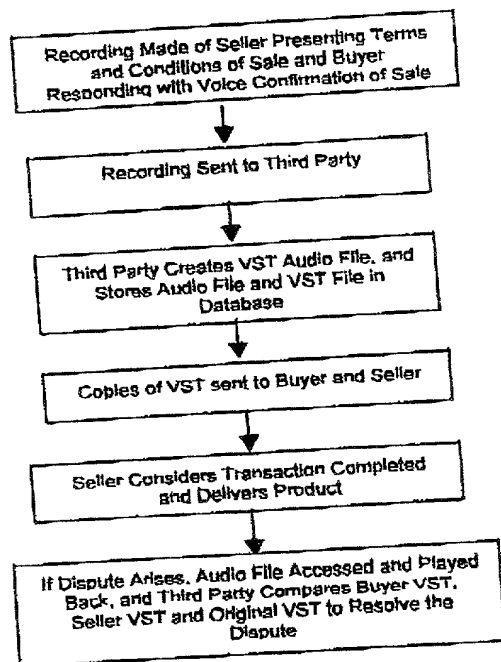 Recording Made of Seller Presenting Terms
and Conditions of Sale and Buyer
Responding with Voice Confirmation of Sale
Recording Sent to Third Party
Third Party Creates VST Audio File, and
Stores Audio File and VST File in
Database
Copies of VST sent to Buyer and Seller
Seller Considers Transaction Completed
and Delivers Product
If Dispute Arises, Audio File Accessed and Played
Back, and Third Party Compares Buyer VST,
Seller VST and Original VST to Resolve the
Dispute